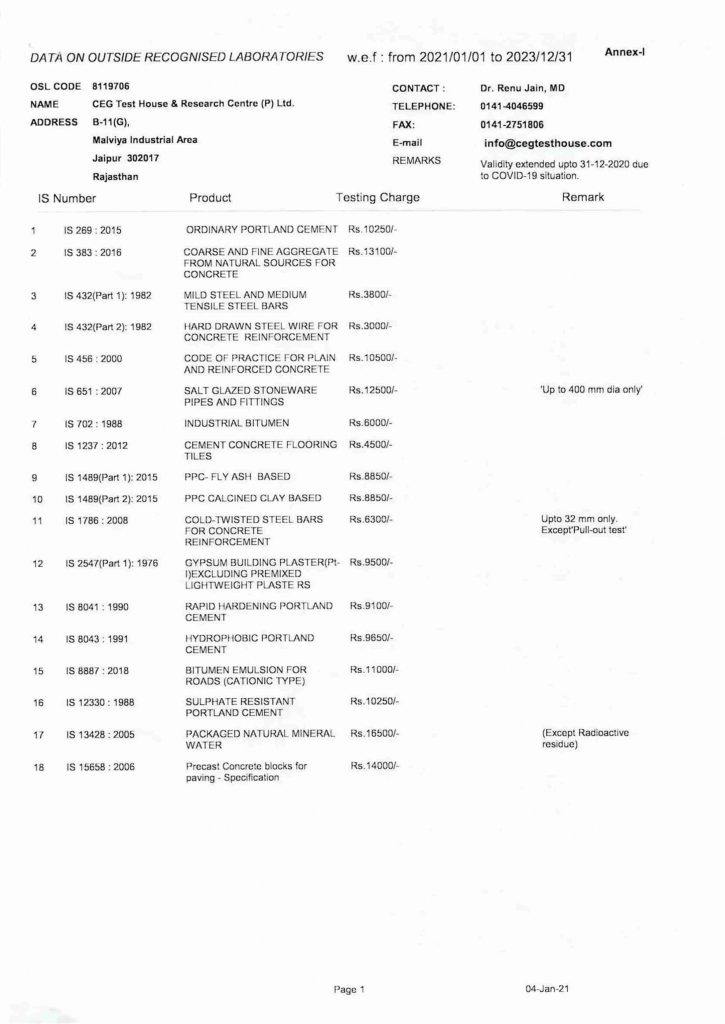 DATA ON OUTSIDE RECOGNISED LABORATORIES w.e.f : from 2021/01/01 to 2023/12/31 Annex-I
OSL CODE 8119706 CONTACT : Dr. Renu Jain, MD
NAME CEG Test House & Research Centre (P) Ltd. TELEPHONE: 0141-4046599
ADDRESS B-11(G), FAX: 0141-2751806
Malviya Industrial Area E-mail info@cegtesthouse.com
Jaipur 302017 REMARKS Validity extended upto 31-12-2020 due
Rajasthan to COVID-19 situation.
IS Number Product Testing Charge Remark
1 IS 269 : 2015 ORDINARY PORTLAND CEMENT Rs.10250/-
2 IS 383 : 2016 COARSE AND FINE AGGREGATE Rs.13100/-
FROM NATURAL SOURCES FOR
CONCRETE
3 IS 432(Part 1): 1982 MILD STEEL AND MEDIUM Rs.3800/-
TENSILE STEEL BARS
4 IS 432(Part 2): 1982 HARD DRAWN STEEL WIRE FOR Rs.3000/-
CONCRETE REINFORCEMENT
5 IS 456 : 2000 CODE OF PRACTICE FOR PLAIN Rs.10500/-
AND REINFORCED CONCRETE
6 IS 651 : 2007 SALT GLAZED STONEWARE Rs.12500/- 'Up to 400 mm dia only'
PIPES AND FITTINGS
7 IS 702 : 1988 INDUSTRIAL BITUMEN Rs.6000/-
8 IS 1237 : 2012 CEMENT CONCRETE FLOORING Rs.4500/-
TILES
9 IS 1489(Part 1): 2015 PPC- FLY ASH BASED Rs.8850/-
10 IS 1489(Part 2): 2015 PPC CALCINED CLAY BASED Rs.8850/-
11 IS 1786 : 2008 COLD-TWISTED STEEL BARS Rs.6300/- Upto 32 mm only.
FOR CONCRETE Except'Pull-out test'
REINFORCEMENT
12 IS 2547(Part 1): 1976 GYPSUM BUILDING PLASTER(Pt- Rs.9500/-
I)EXCLUDING PREMIXED
LIGHTWEIGHT PLASTE RS
13 IS 8041 : 1990 RAPID HARDENING PORTLAND Rs.9100/-
CEMENT
14 IS 8043 : 1991 HYDROPHOBIC PORTLAND Rs.9650/-
CEMENT
15 IS 8887 : 2018 BITUMEN EMULSION FOR Rs.11000/-
ROADS (CATIONIC TYPE)
16 IS 12330 : 1988 SULPHATE RESISTANT Rs.10250/-
PORTLAND CEMENT
17 IS 13428 : 2005 PACKAGED NATURAL MINERAL Rs.16500/- (Except Radioactive
WATER residue)
18 IS 15658 : 2006 Precast Concrete blocks for Rs.14000/-
paving - Specification
Page 1 04-Jan-21